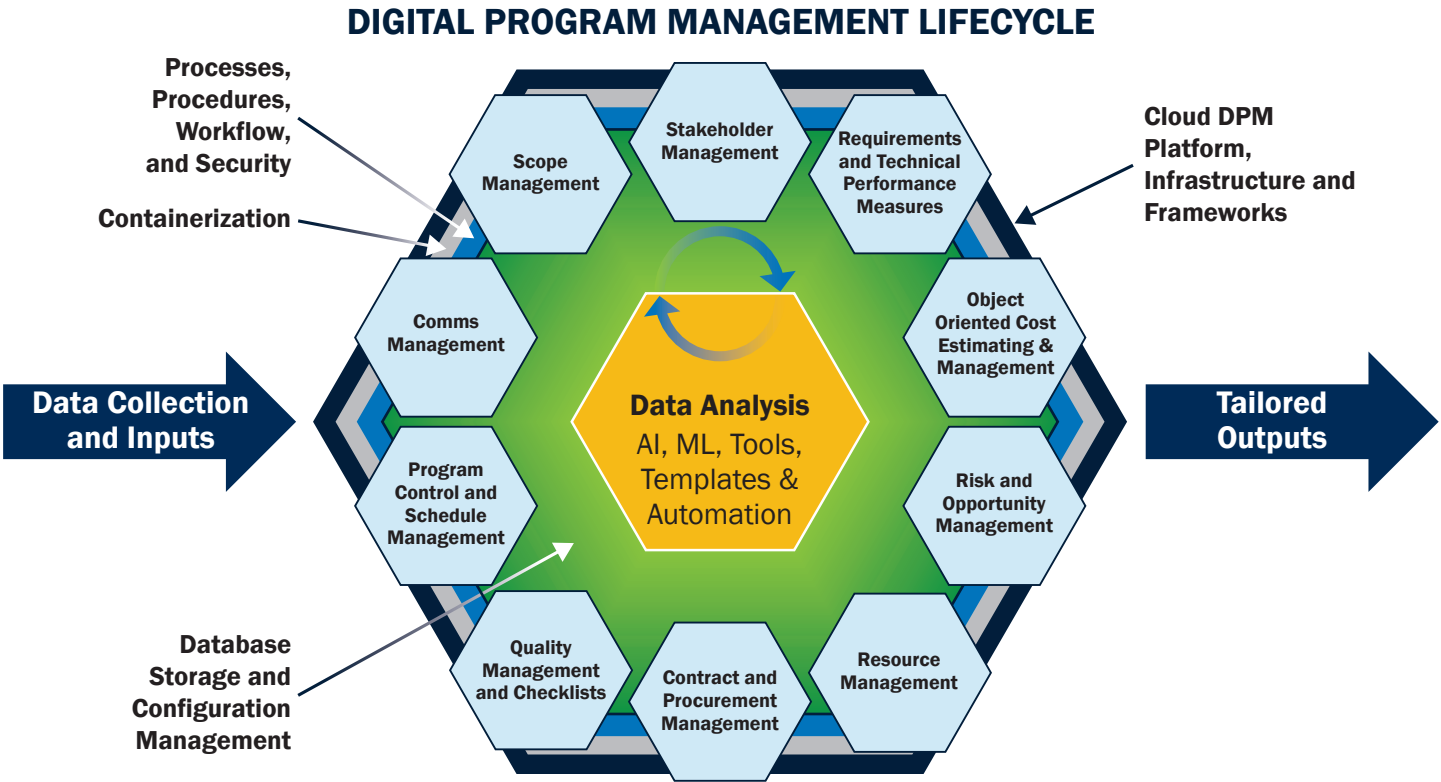 DIGITAL PROGRAM MANAGEMENT LIFECYCLE
Processes,
Procedures,
Workflow,
and Security
Containerization
Cloud DPM
Platform,
Infrastructure and
Frameworks
Scope
Management
Stakeholder
Management
Requirements
and Technical
Performance
Measures
Comms
Management
Object
Oriented Cost
Estimating &
Management
Data Collection
and Inputs
Data Analysis
AI, ML, Tools,
Templates &
Automation
Tailored
Outputs
Program
Control and
Schedule
Management
Risk and
Opportunity
Management
Database
Storage and
Configuration
Management
Quality
Management
and Checklists
Contract and
Procurement
Management
Resource
Management